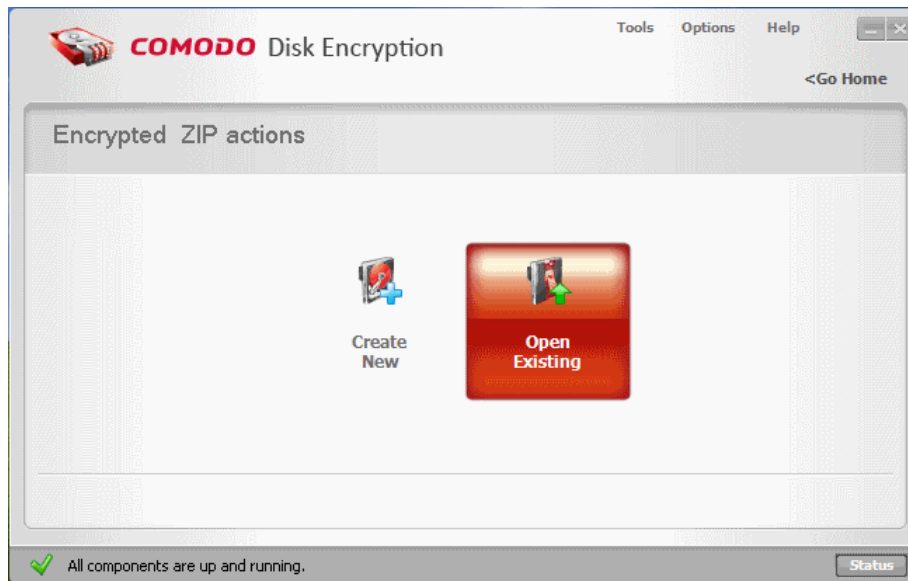 Tools Options Help
COMODO Disk Encryption
<Go Home
Encrypted ZIP actions
Create
New
Open
Existing
All components are up and running.
Status